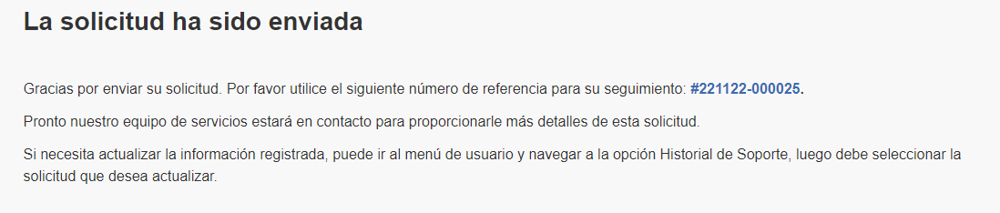 La solicitud ha sido enviada
Gracias por enviar su solicitud. Por favor utilice el siguiente número de referencia para su seguimiento: #221122-000025.
Pronto nuestro equipo de servicios estará en contacto para proporcionarle más detalles de esta solicitud.
Si necesita actualizar la información registrada, puede ir al menú de usuario y navegar a la opción Historial de Soporte, luego debe seleccionar la
solicitud que desea actualizar.